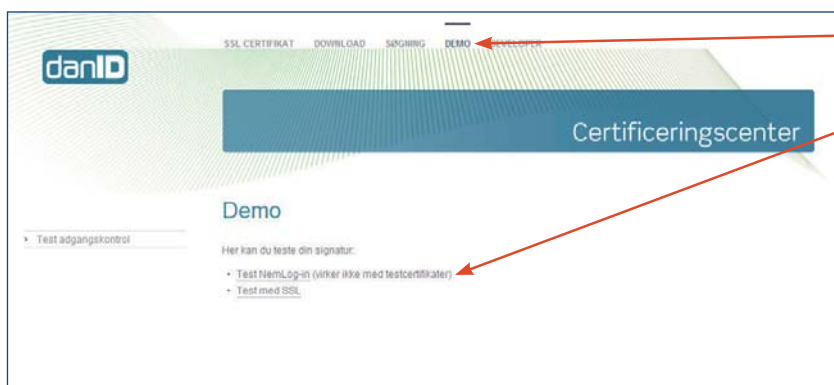 SSL CERTIFIKAT DOWNLOAD SØGNING DEMO DEVELOPER
danID
Certificeringscenter
Demo
Test adgangskontrol
Her kan du teste din signatur:
Test NemLog-in (virker ikke med testcertifikater)
Test med SSL